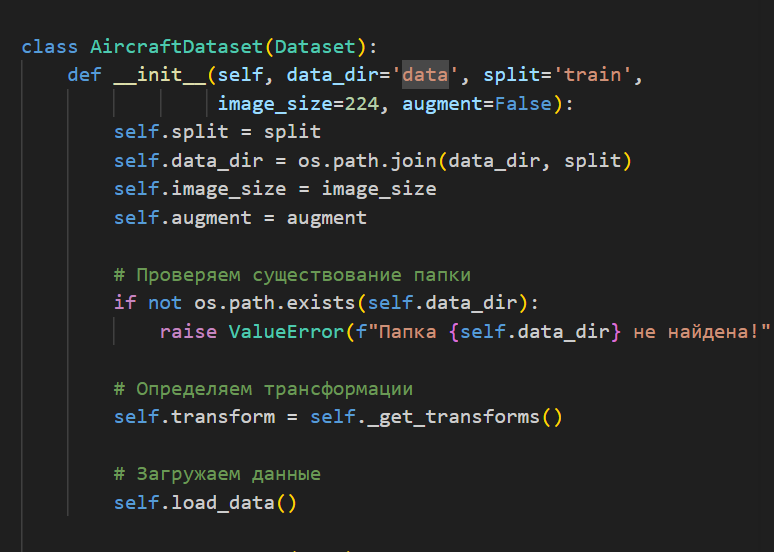 class AircraftDataset(Dataset):
    def __init__(self, data_dir='data', split='train',
                 image_size=224, augment=False):
        self.split = split
        self.data_dir = os.path.join(data_dir, split)
        self.image_size = image_size
        self.augment = augment

        # Проверяем существование папки
        if not os.path.exists(self.data_dir):
            raise ValueError(f"Папка {self.data_dir} не найдена!"

        # Определяем трансформации
        self.transform = self._get_transforms()

        # Загружаем данные
        self.load_data()